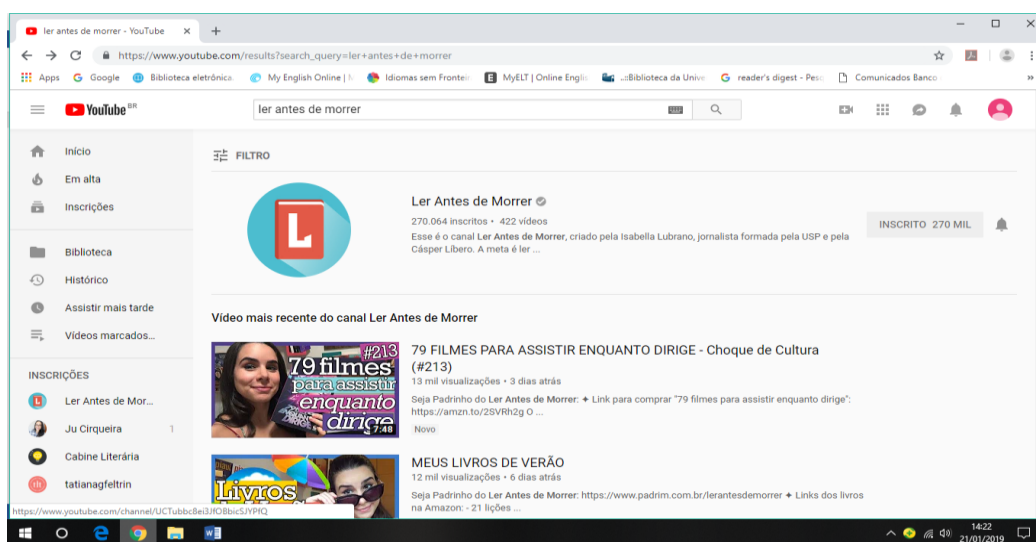 ler antes de morrer - YouTube
https://www.youtube.com/results?search_query=ler+antes+de+morrer
Apps Google Biblioteca eletrônica. My English Online | Idiomas sem Frontei MyELT | Online Englis ..::Biblioteca da Unive reader's digest - Pes Comunicados Banco »
YouTube BR
ler antes de morrer
Início
Em alta
Inscrições
Biblioteca
Histórico
Assistir mais tarde
Vídeos marcados...
INSCRIÇÕES
Ler Antes de Mor...
Ju Cirqueira 1
Cabine Literária
tatianagfeltrin
https://www.youtube.com/channel/UCTubbc8ei3JfOBbicSJYPfQ
FILTRO
L
Ler Antes de Morrer
270.064 inscritos • 422 vídeos
Esse é o canal Ler Antes de Morrer, criado pela Isabella Lubrano, jornalista formada pela USP e pela
Cásper Líbero. A meta é ler ...
INSCRITO 270 MIL
Vídeo mais recente do canal Ler Antes de Morrer
#213
79 filmes
para assistir
enquanto
dirige
7:48
79 FILMES PARA ASSISTIR ENQUANTO DIRIGE - Choque de Cultura
(#213)
13 mil visualizações • 3 dias atrás
Seja Padrinho do Ler Antes de Morrer: + Link para comprar "79 filmes para assistir enquanto dirige":
https://amzn.to/2SVRh2g O ...
Novo
Livros
MEUS LIVROS DE VERÃO
12 mil visualizações • 6 dias atrás
Seja Padrinho do Ler Antes de Morrer: https://www.padrim.com.br/lerantesdemorrer + Links dos livros
na Amazon: - 21 lições ...
14:22
21/01/2019